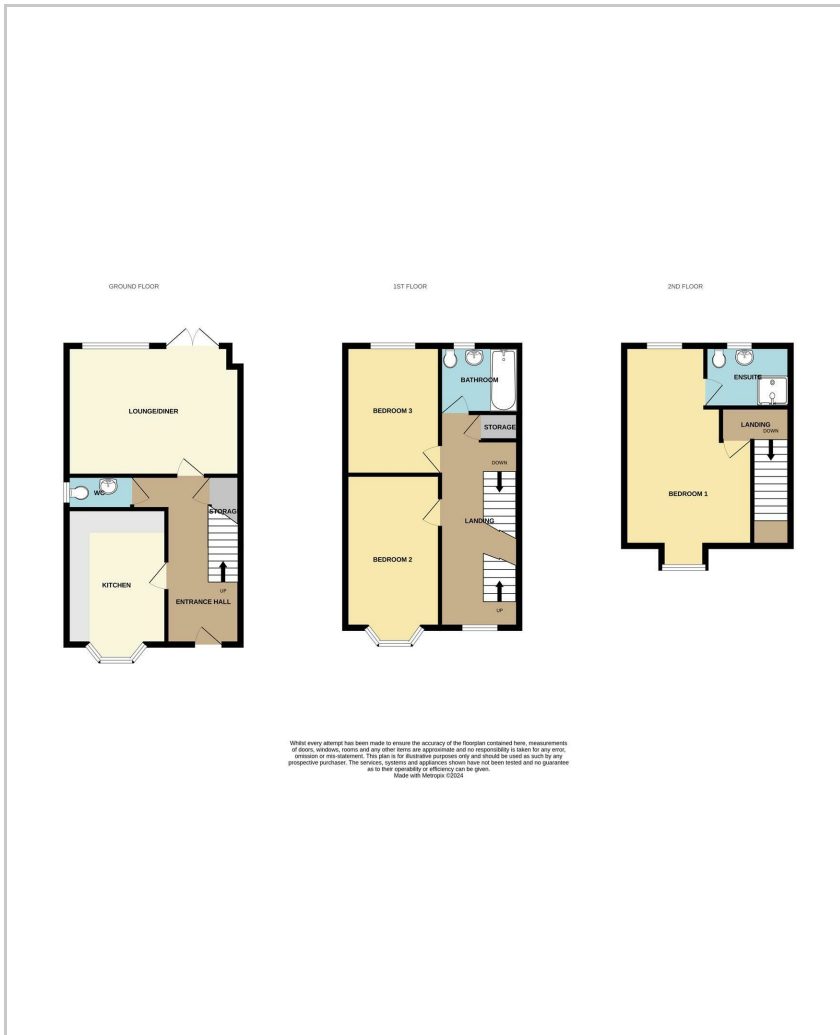 GROUND FLOOR
1ST FLOOR
2ND FLOOR
LOUNGE/DINER
WC
STORAGE
KITCHEN
UP
ENTRANCE HALL
BATHROOM
BEDROOM 3
STORAGE
DOWN
LANDING
BEDROOM 2
UP
ENSUITE
LANDING
DOWN
BEDROOM 1
Whilst every attempt has been made to ensure the accuracy of the floorplan contained here, measurements
of doors, windows, rooms and any other items are approximate and no responsibility is taken for any error,
omission or mis-statement. This plan is for illustrative purposes only and should be used as such by any
prospective purchaser. The services, systems and appliances shown have not been tested and no guarantee
as to their operability or efficiency can be given.
Made with Metropix ©2024